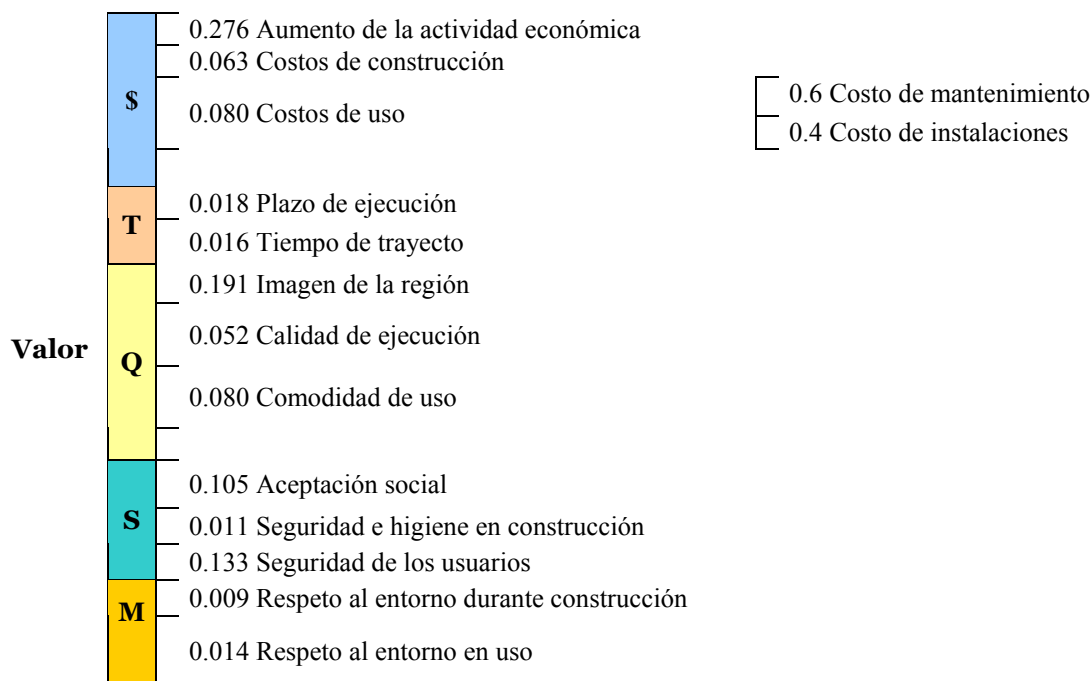 0.276 Aumento de la actividad económica
0.063 Costos de construcción
$
0.080 Costos de uso
0.6 Costo de mantenimiento
0.4 Costo de instalaciones
0.018 Plazo de ejecución
T
0.016 Tiempo de trayecto
0.191 Imagen de la región
Valor
Q
0.052 Calidad de ejecución
0.080 Comodidad de uso
0.105 Aceptación social
S
0.011 Seguridad e higiene en construcción
0.133 Seguridad de los usuarios
M
0.009 Respeto al entorno durante construcción
0.014 Respeto al entorno en uso